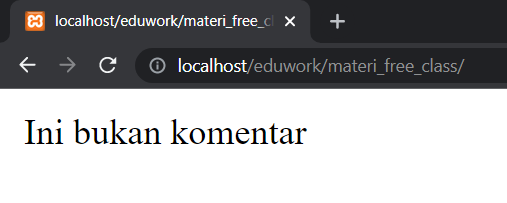 localhost/eduwork/materi_free_cl
localhost/eduwork/materi_free_class/
Ini bukan komentar